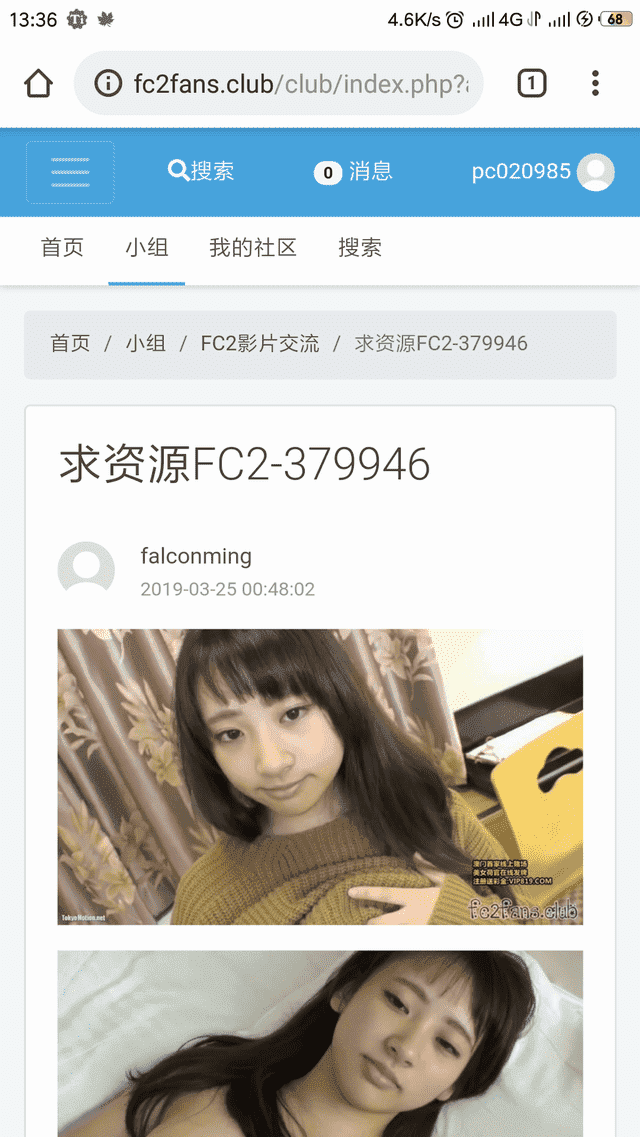 13:36 4.6K/s 4G 68
fc2fans.club/club/index.php?a 1
搜索 0 消息 pc020985
首页 小组 我的社区 搜索
首页 / 小组 / FC2影片交流 / 求资源FC2-379946
求资源FC2-379946
falconming
2019-03-25 00:48:02
澳门首家线上赌场
美女荷官在线发牌
注册送彩金-VIP819.COM
fc2fans.club